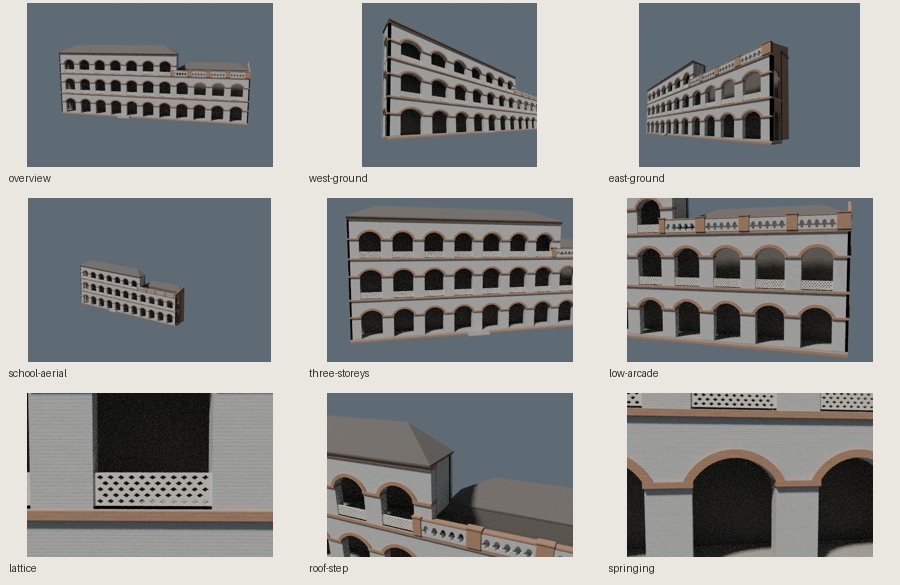 overview
west-ground
east-ground
school-aerial
three-storeys
low-arcade
lattice
roof-step
springing